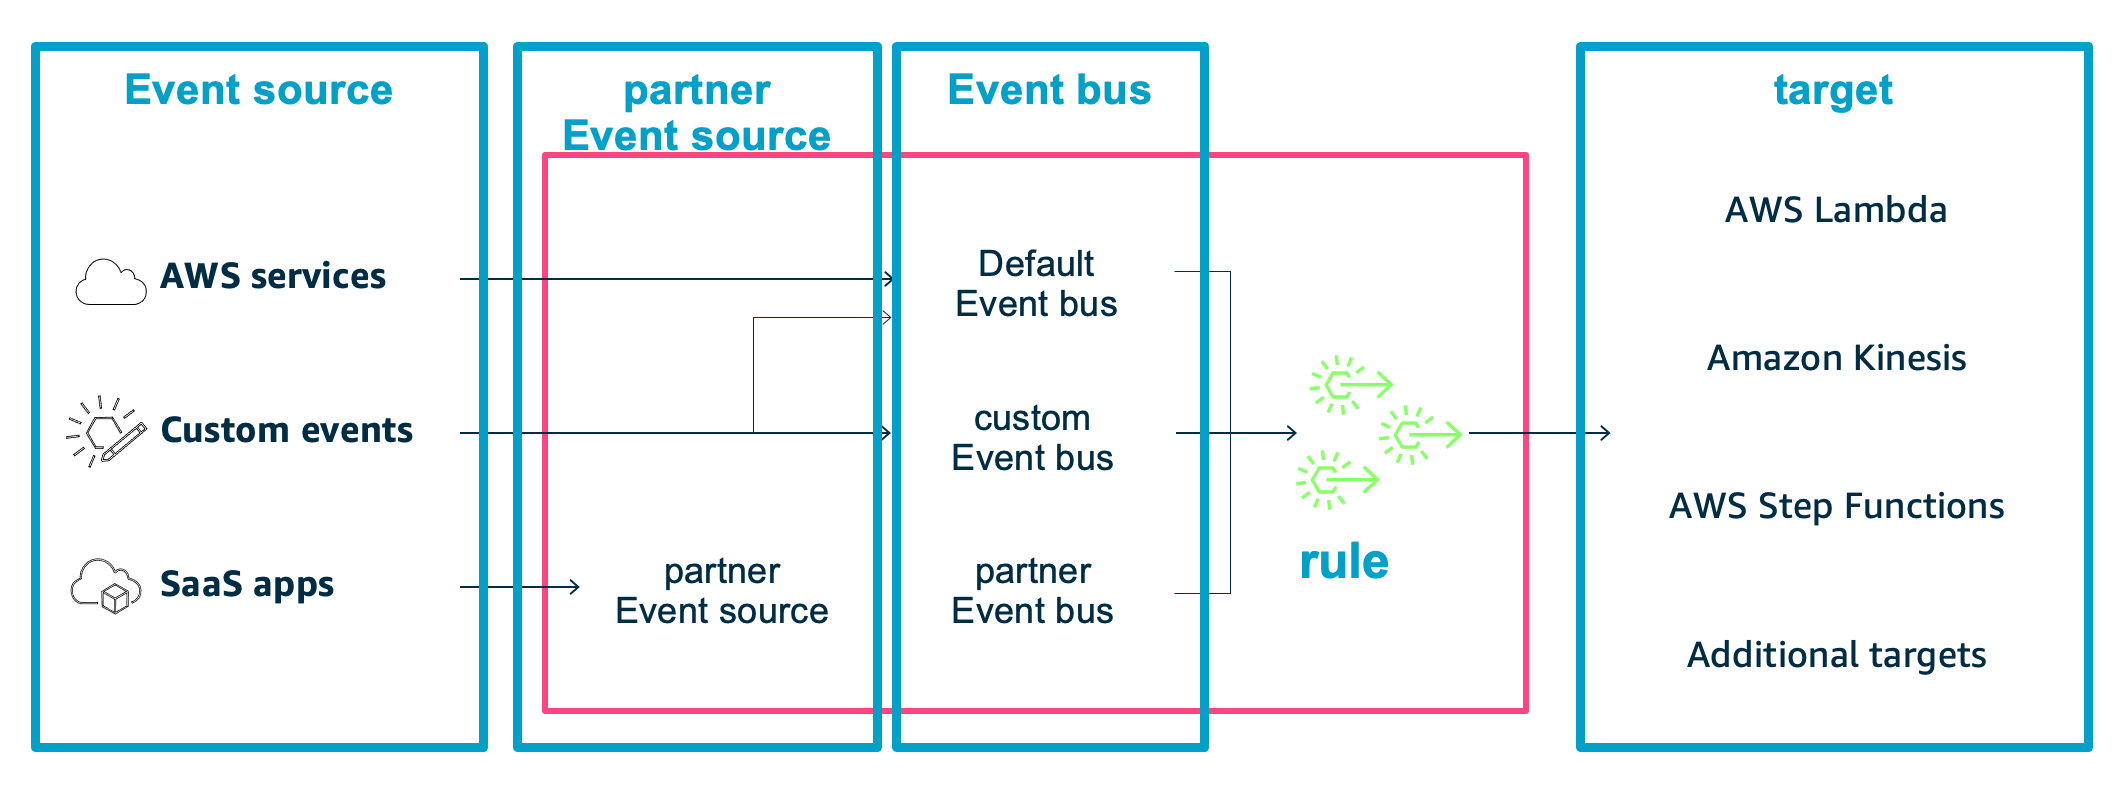 Event source
AWS services
Custom events
SaaS apps
partner
Event source
partner
Event source
Event bus
Default
Event bus
custom
Event bus
partner
Event bus
rule
target
AWS Lambda
Amazon Kinesis
AWS Step Functions
Additional targets